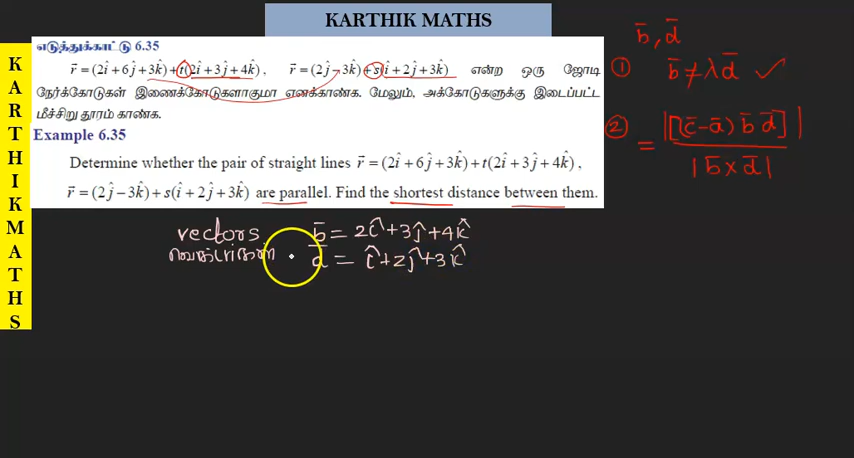 KARTHIK MATHS
KARTHIK MATHS
எடுத்துக்காட்டு 6.35
r̄ = (2î + 6ĵ + 3k̂) + t(2î + 3ĵ + 4k̂), r̄ = (2ĵ − 3k̂) + s(î + 2ĵ + 3k̂) என்ற ஒரு ஜோடி
நேர்க்கோடுகள் இணைக்கோடுகளாகுமா எனக்காண்க. மேலும், அக்கோடுகளுக்கு இடைப்பட்ட
மீச்சிறு தூரம் காண்க.
Example 6.35
Determine whether the pair of straight lines r̄ = (2î + 6ĵ + 3k̂) + t(2î + 3ĵ + 4k̂),
r̄ = (2ĵ − 3k̂) + s(î + 2ĵ + 3k̂) are parallel. Find the shortest distance between them.
vectors b̄ = 2î + 3ĵ + 4k̂
d̄ = î + 2ĵ + 3k̂
b̄, d̄
① b̄ ≠ λd̄ ✓
② = |[(c̄ − ā) b̄ d̄]| / |b̄ × d̄|